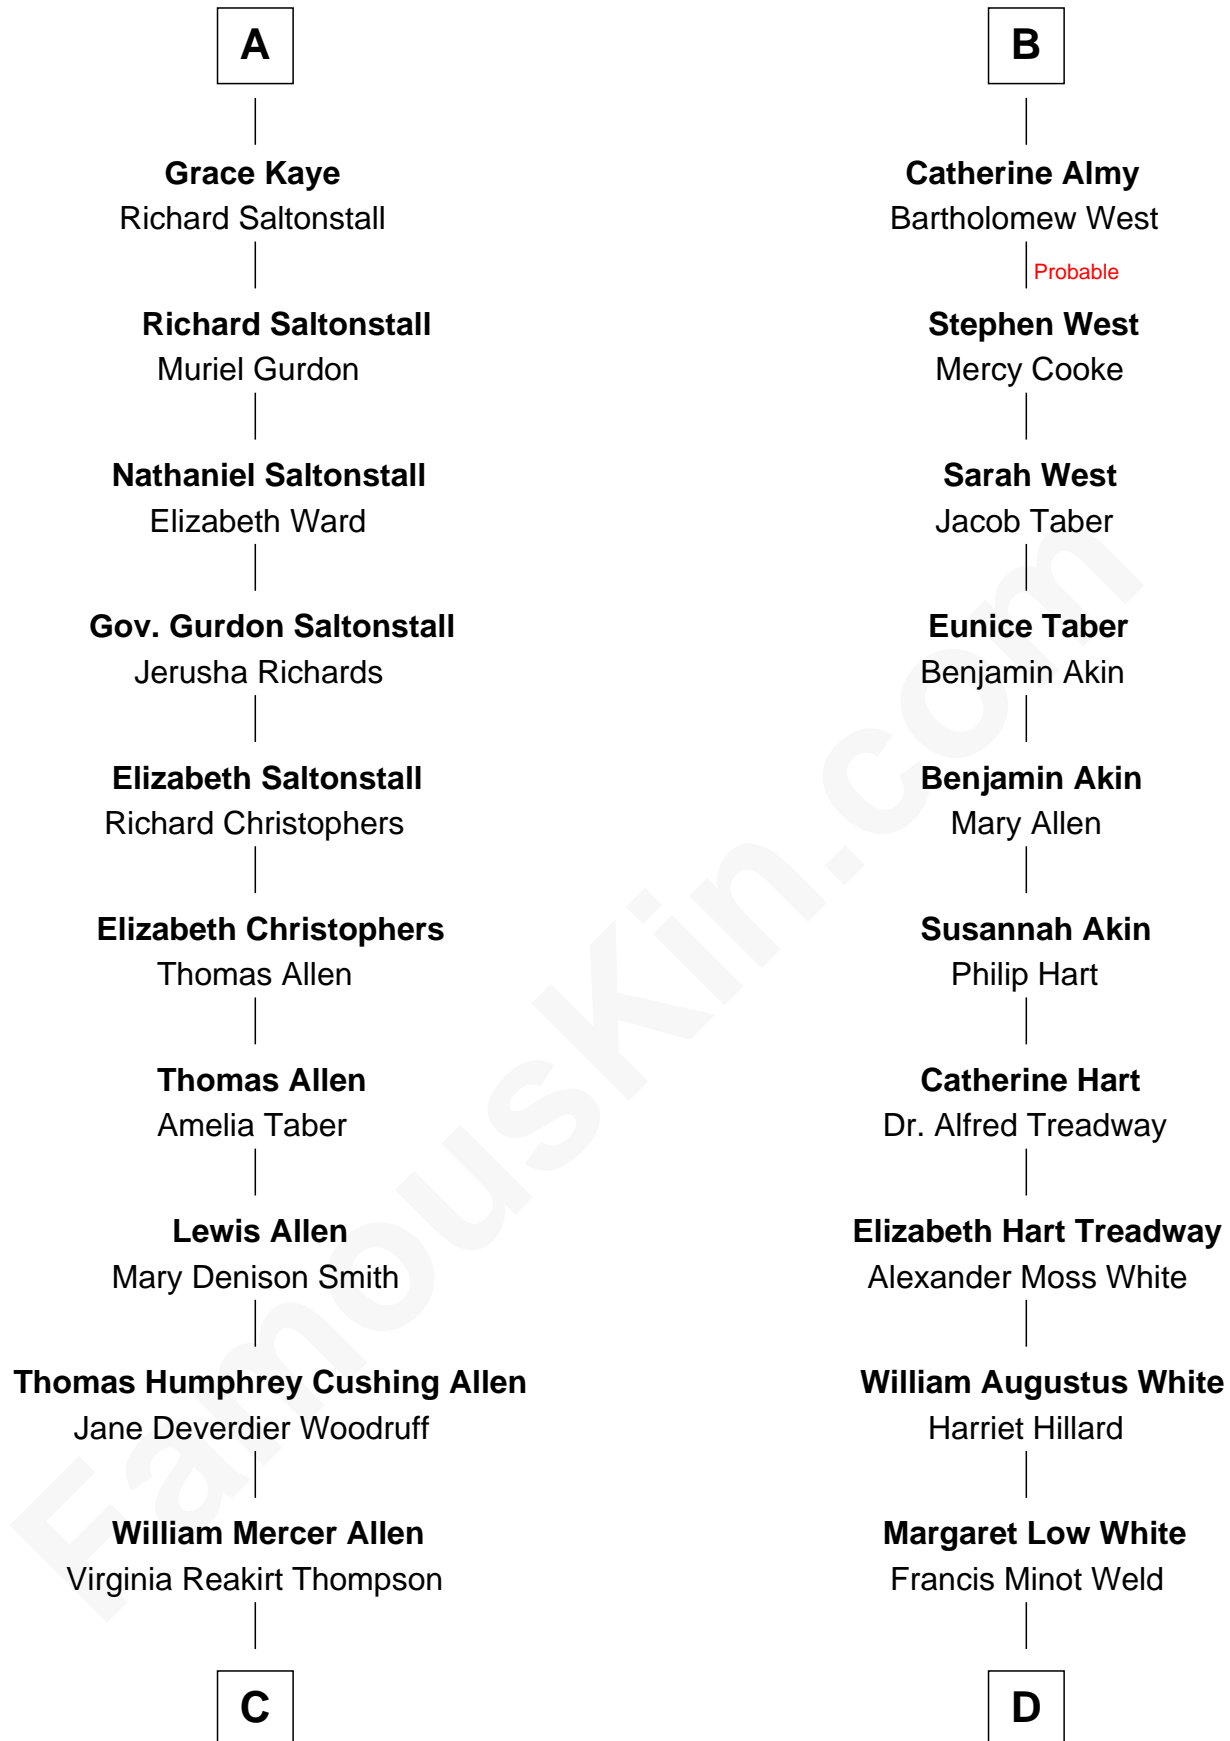 A
Grace Kaye
Richard Saltonstall
Richard Saltonstall
Muriel Gurdon
Nathaniel Saltonstall
Elizabeth Ward
Gov. Gurdon Saltonstall
Jerusha Richards
Elizabeth Saltonstall
Richard Christophers
Elizabeth Christophers
Thomas Allen
Thomas Allen
Amelia Taber
Lewis Allen
Mary Denison Smith
Thomas Humphrey Cushing Allen
Jane Deverdier Woodruff
William Mercer Allen
Virginia Reakirt Thompson
C
B
Catherine Almy
Bartholomew West
Probable
Stephen West
Mercy Cooke
Sarah West
Jacob Taber
Eunice Taber
Benjamin Akin
Benjamin Akin
Mary Allen
Susannah Akin
Philip Hart
Catherine Hart
Dr. Alfred Treadway
Elizabeth Hart Treadway
Alexander Moss White
William Augustus White
Harriet Hillard
Margaret Low White
Francis Minot Weld
D
FamousKin.com